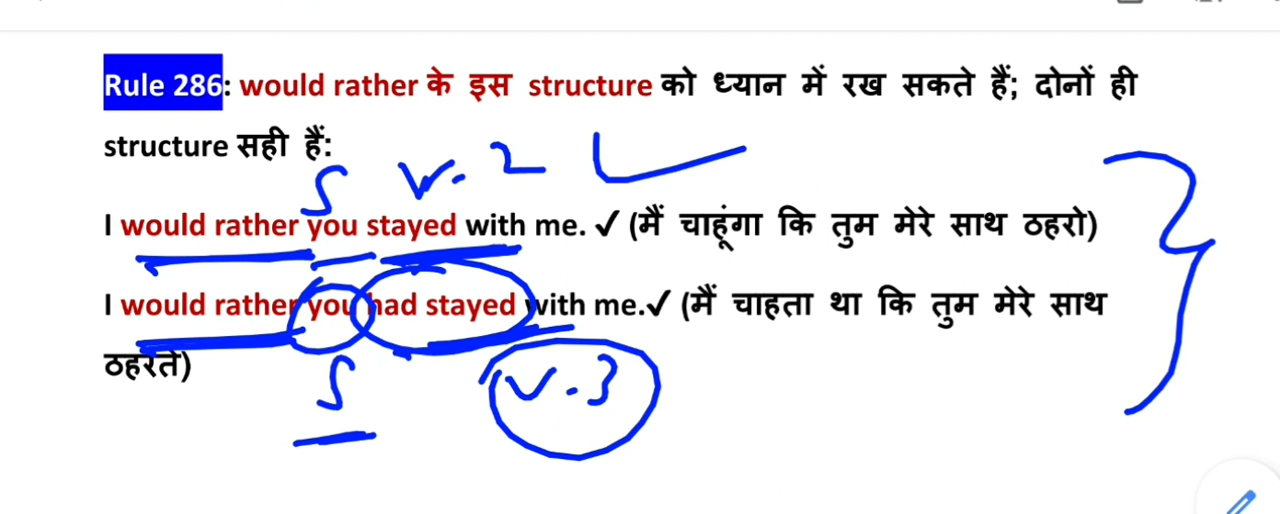 Rule 286: would rather के इस structure को ध्यान में रख सकते हैं; दोनों ही
structure सही हैं:
S V. 2
I would rather you stayed with me. ✓ (मैं चाहूंगा कि तुम मेरे साथ ठहरो)
I would rather you had stayed with me.✓ (मैं चाहता था कि तुम मेरे साथ
ठहरते)
S V. 3